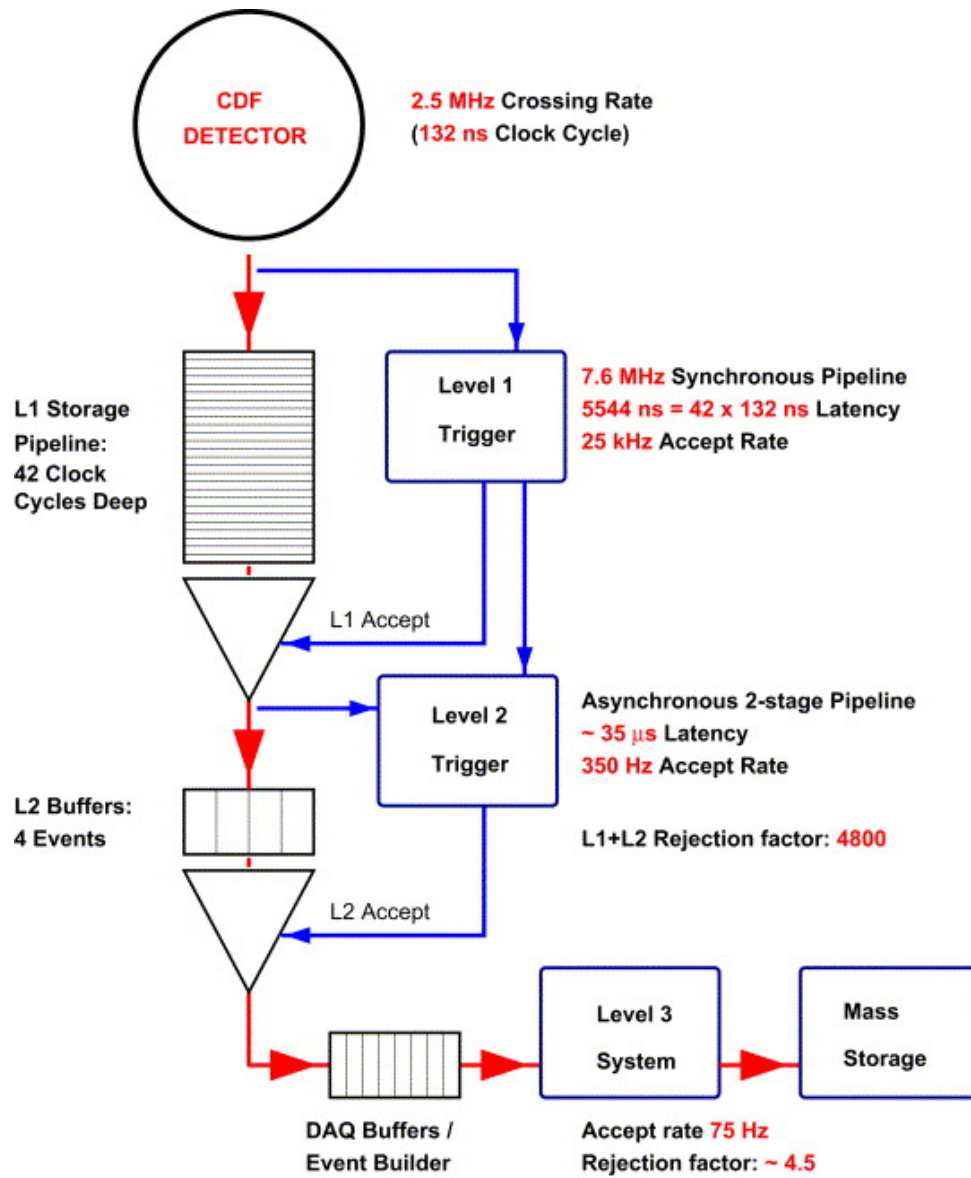 CDF
DETECTOR
2.5 MHz Crossing Rate
(132 ns Clock Cycle)
L1 Storage
Pipeline:
42 Clock
Cycles Deep
Level 1
Trigger
7.6 MHz Synchronous Pipeline
5544 ns = 42 x 132 ns Latency
25 kHz Accept Rate
L1 Accept
Level 2
Trigger
Asynchronous 2-stage Pipeline
~ 35 μs Latency
350 Hz Accept Rate
L2 Buffers:
4 Events
L1+L2 Rejection factor: 4800
L2 Accept
Level 3
System
Mass
Storage
DAQ Buffers /
Event Builder
Accept rate 75 Hz
Rejection factor: ~ 4.5